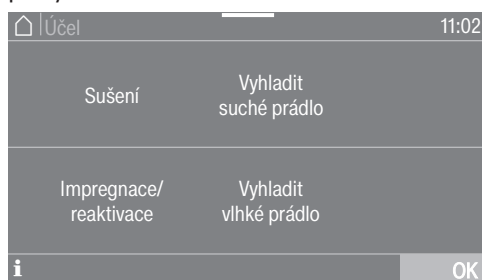 Účel
11:02
Sušení
Vyhladit
suché prádlo
Impregnace/
reaktivace
Vyhladit
vlhké prádlo
i
OK